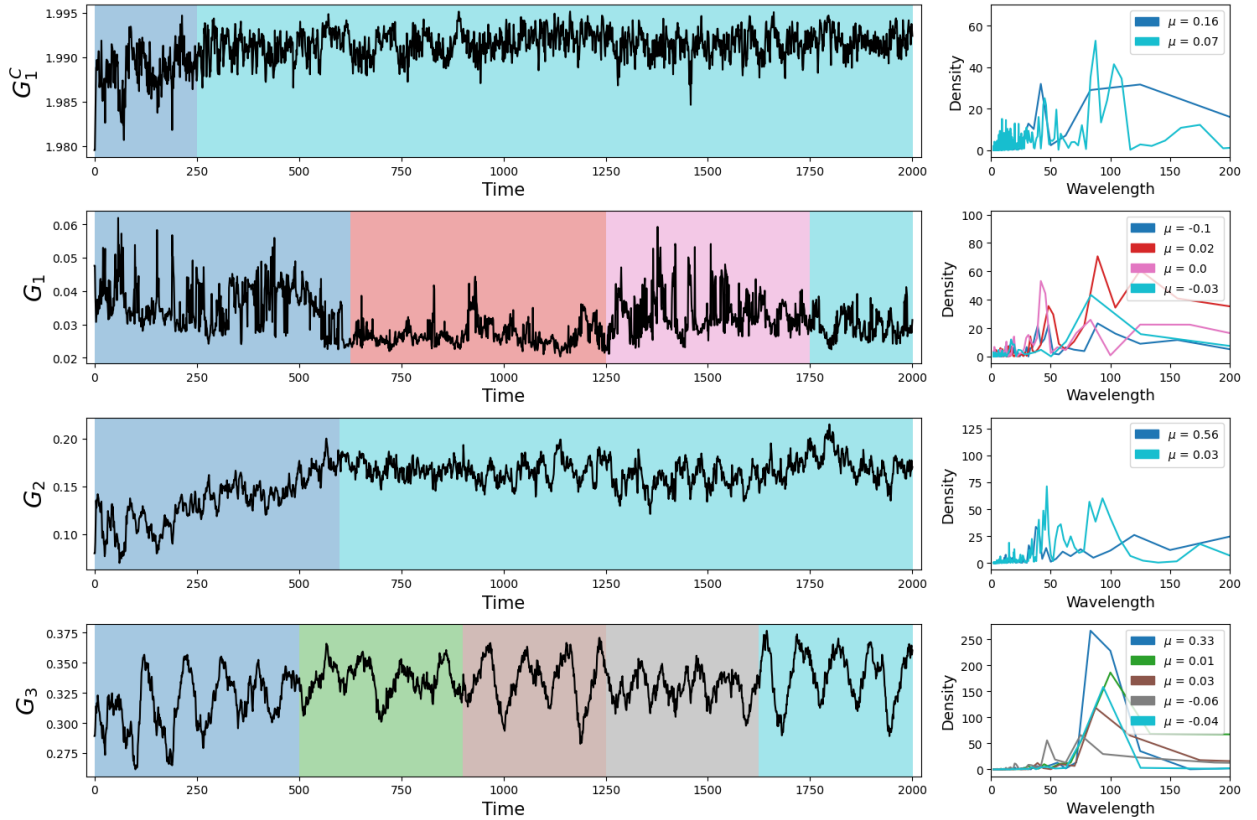 G₁ᶜ
1.995
1.990
1.985
1.980
0 250 500 750 1000 1250 1500 1750 2000
Time
Density
60
40
20
0
μ = 0.16
μ = 0.07
0 50 100 150 200
Wavelength
G₁
0.06
0.05
0.04
0.03
0.02
0 250 500 750 1000 1250 1500 1750 2000
Time
Density
100
80
60
40
20
0
μ = -0.1
μ = 0.02
μ = 0.0
μ = -0.03
0 50 100 150 200
Wavelength
G₂
0.20
0.15
0.10
0 250 500 750 1000 1250 1500 1750 2000
Time
Density
125
100
75
50
25
0
μ = 0.56
μ = 0.03
0 50 100 150 200
Wavelength
G₃
0.375
0.350
0.325
0.300
0.275
0 250 500 750 1000 1250 1500 1750 2000
Time
Density
250
200
150
100
50
0
μ = 0.33
μ = 0.01
μ = 0.03
μ = -0.06
μ = -0.04
0 50 100 150 200
Wavelength